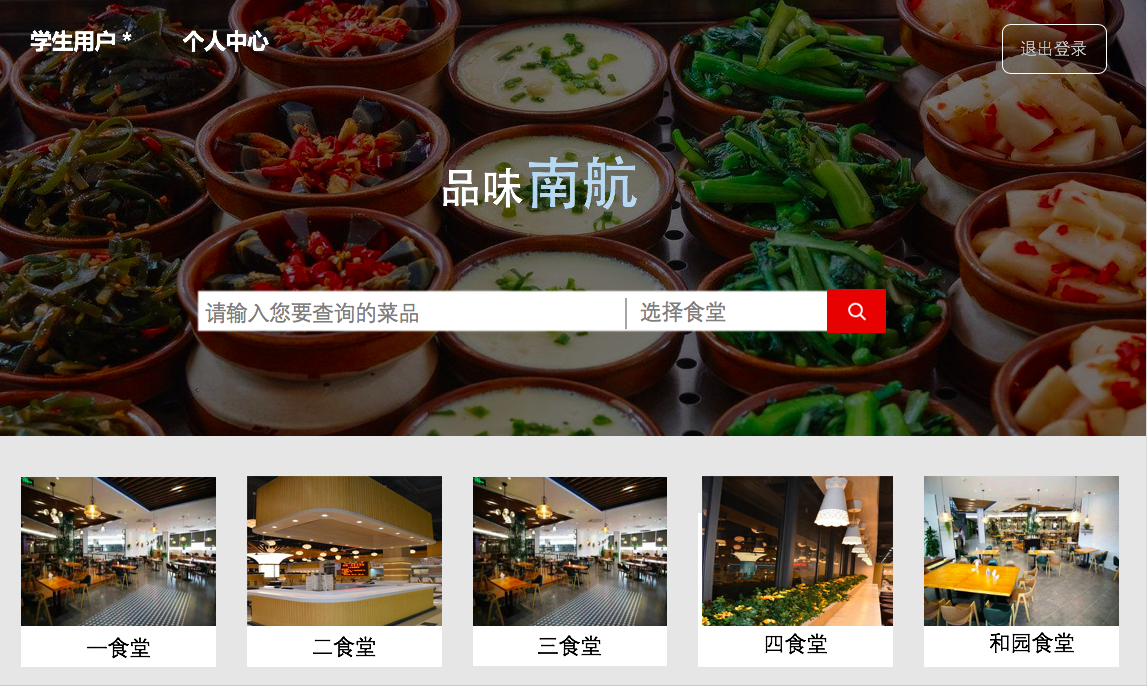 学生用户 * 个人中心 退出登录
品味南航
请输入您要查询的菜品 选择食堂
一食堂 二食堂 三食堂 四食堂 和园食堂